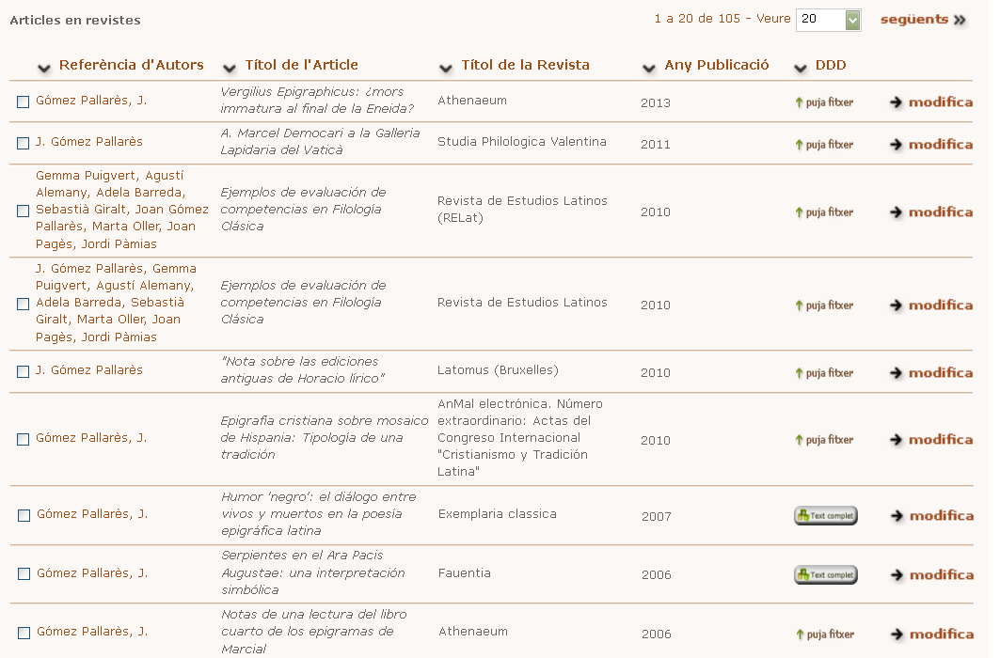 Articles en revistes
1 a 20 de 105 - Veure 20 següents »
Referència d'Autors Títol de l'Article Títol de la Revista Any Publicació DDD
Gómez Pallarès, J.
Vergilius Epigraphicus: ¿mors
immatura al final de la Eneida?
Athenaeum
2013
puja fitxer
modifica
J. Gómez Pallarès
A. Marcel Democari a la Galleria
Lapidaria del Vaticà
Studia Philologica Valentina
2011
puja fitxer
modifica
Gemma Puigvert, Agustí
Alemany, Adela Barreda,
Sebastià Giralt, Joan Gómez
Pallarès, Marta Oller, Joan
Pagès, Jordi Pàmias
Ejemplos de evaluación de
competencias en Filología
Clásica
Revista de Estudios Latinos
(RELat)
2010
puja fitxer
modifica
J. Gómez Pallarès, Gemma
Puigvert, Agustí Alemany,
Adela Barreda, Sebastià
Giralt, Marta Oller, Joan
Pagès, Jordi Pàmias
Ejemplos de evaluación de
competencias en Filología
Clásica
Revista de Estudios Latinos
2010
puja fitxer
modifica
J. Gómez Pallarès
"Nota sobre las ediciones
antiguas de Horacio lírico"
Latomus (Bruxelles)
2010
puja fitxer
modifica
Gómez Pallarès, J.
Epigrafía cristiana sobre mosaico
de Hispania: Tipología de una
tradición
AnMal electrónica. Número
extraordinario: Actas del
Congreso Internacional
"Cristianismo y Tradición
Latina"
2010
puja fitxer
modifica
Gómez Pallarès, J.
Humor 'negro': el diálogo entre
vivos y muertos en la poesía
epigráfica latina
Exemplaria classica
2007
Text complet
modifica
Gómez Pallarès, J.
Serpientes en el Ara Pacis
Augustae: una interpretación
simbólica
Fauentia
2006
Text complet
modifica
Gómez Pallarès, J.
Notas de una lectura del libro
cuarto de los epigramas de
Marcial
Athenaeum
2006
puja fitxer
modifica